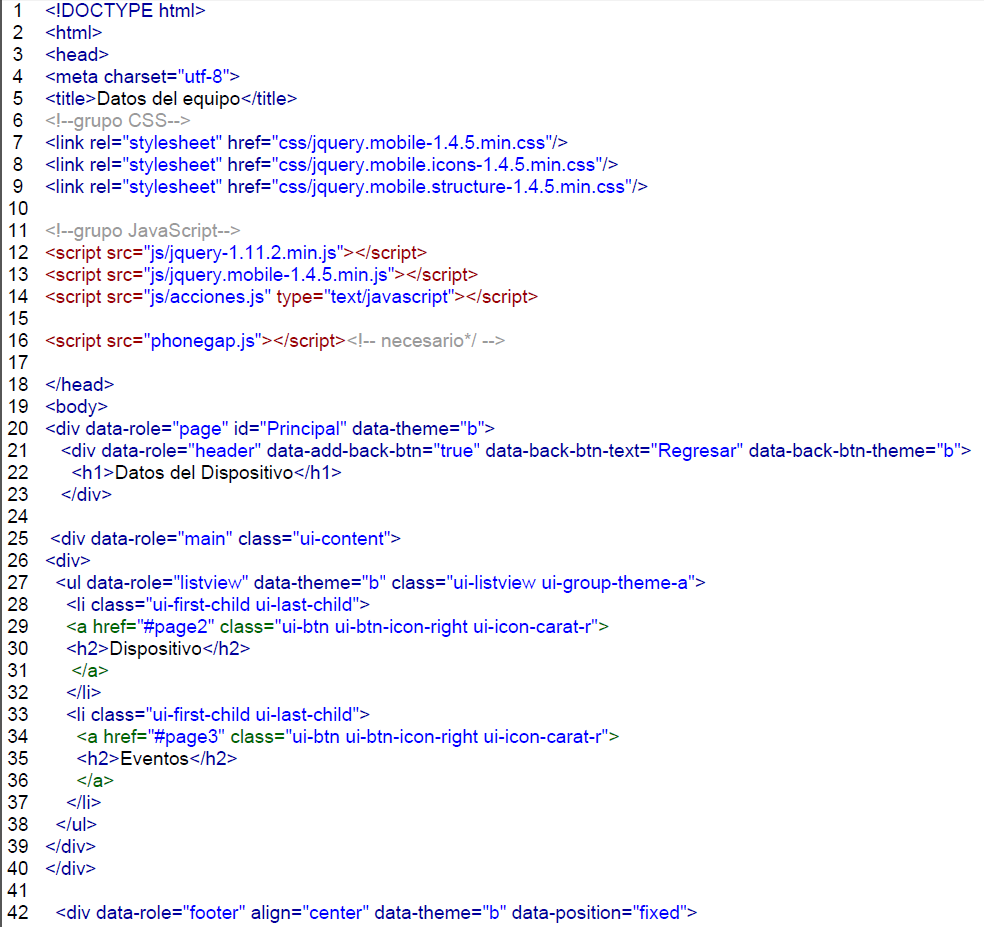 1 <!DOCTYPE html>
2 <html>
3 <head>
4 <meta charset="utf-8">
5 <title>Datos del equipo</title>
6 <!--grupo CSS-->
7 <link rel="stylesheet" href="css/jquery.mobile-1.4.5.min.css"/>
8 <link rel="stylesheet" href="css/jquery.mobile.icons-1.4.5.min.css"/>
9 <link rel="stylesheet" href="css/jquery.mobile.structure-1.4.5.min.css"/>
10
11 <!--grupo JavaScript-->
12 <script src="js/jquery-1.11.2.min.js"></script>
13 <script src="js/jquery.mobile-1.4.5.min.js"></script>
14 <script src="js/acciones.js" type="text/javascript"></script>
15
16 <script src="phonegap.js"></script><!-- necesario*/ -->
17
18 </head>
19 <body>
20 <div data-role="page" id="Principal" data-theme="b">
21 <div data-role="header" data-add-back-btn="true" data-back-btn-text="Regresar" data-back-btn-theme="b">
22 <h1>Datos del Dispositivo</h1>
23 </div>
24
25 <div data-role="main" class="ui-content">
26 <div>
27 <ul data-role="listview" data-theme="b" class="ui-listview ui-group-theme-a">
28 <li class="ui-first-child ui-last-child">
29 <a href="#page2" class="ui-btn ui-btn-icon-right ui-icon-carat-r">
30 <h2>Dispositivo</h2>
31 </a>
32 </li>
33 <li class="ui-first-child ui-last-child">
34 <a href="#page3" class="ui-btn ui-btn-icon-right ui-icon-carat-r">
35 <h2>Eventos</h2>
36 </a>
37 </li>
38 </ul>
39 </div>
40 </div>
41
42 <div data-role="footer" align="center" data-theme="b" data-position="fixed">